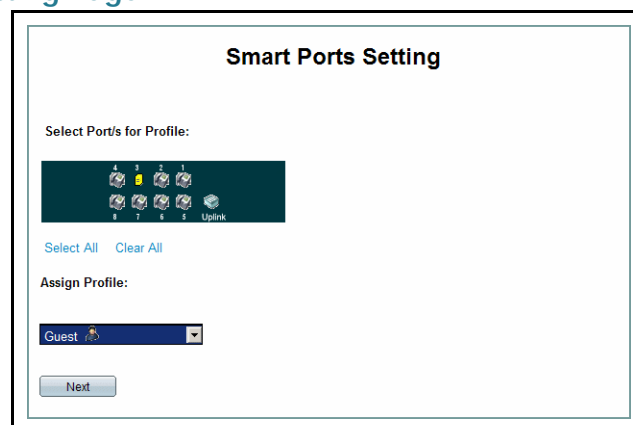 Smart Ports Setting
Select Port/s for Profile:
4 3 2 1
8 7 6 5 Uplink
Select All Clear All
Assign Profile:
Guest
Next